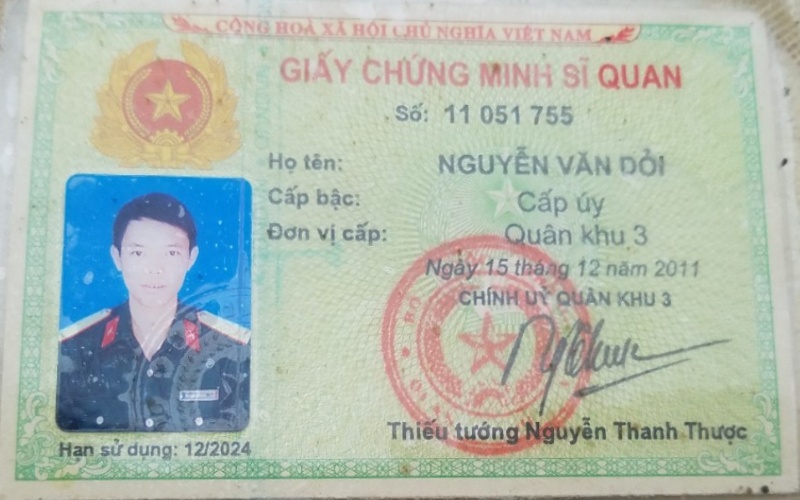 CỘNG HOÀ XÃ HỘI CHỦ NGHĨA VIỆT NAM
GIẤY CHỨNG MINH SĨ QUAN
Số: 11 051 755
Họ tên: NGUYỄN VĂN DỎI
Cấp bậc: Cấp úy
Đơn vị cấp: Quân khu 3
Ngày 15 tháng 12 năm 2011
CHÍNH UỶ QUÂN KHU 3
Thiếu tướng Nguyễn Thanh Thược
Hạn sử dụng: 12/2024